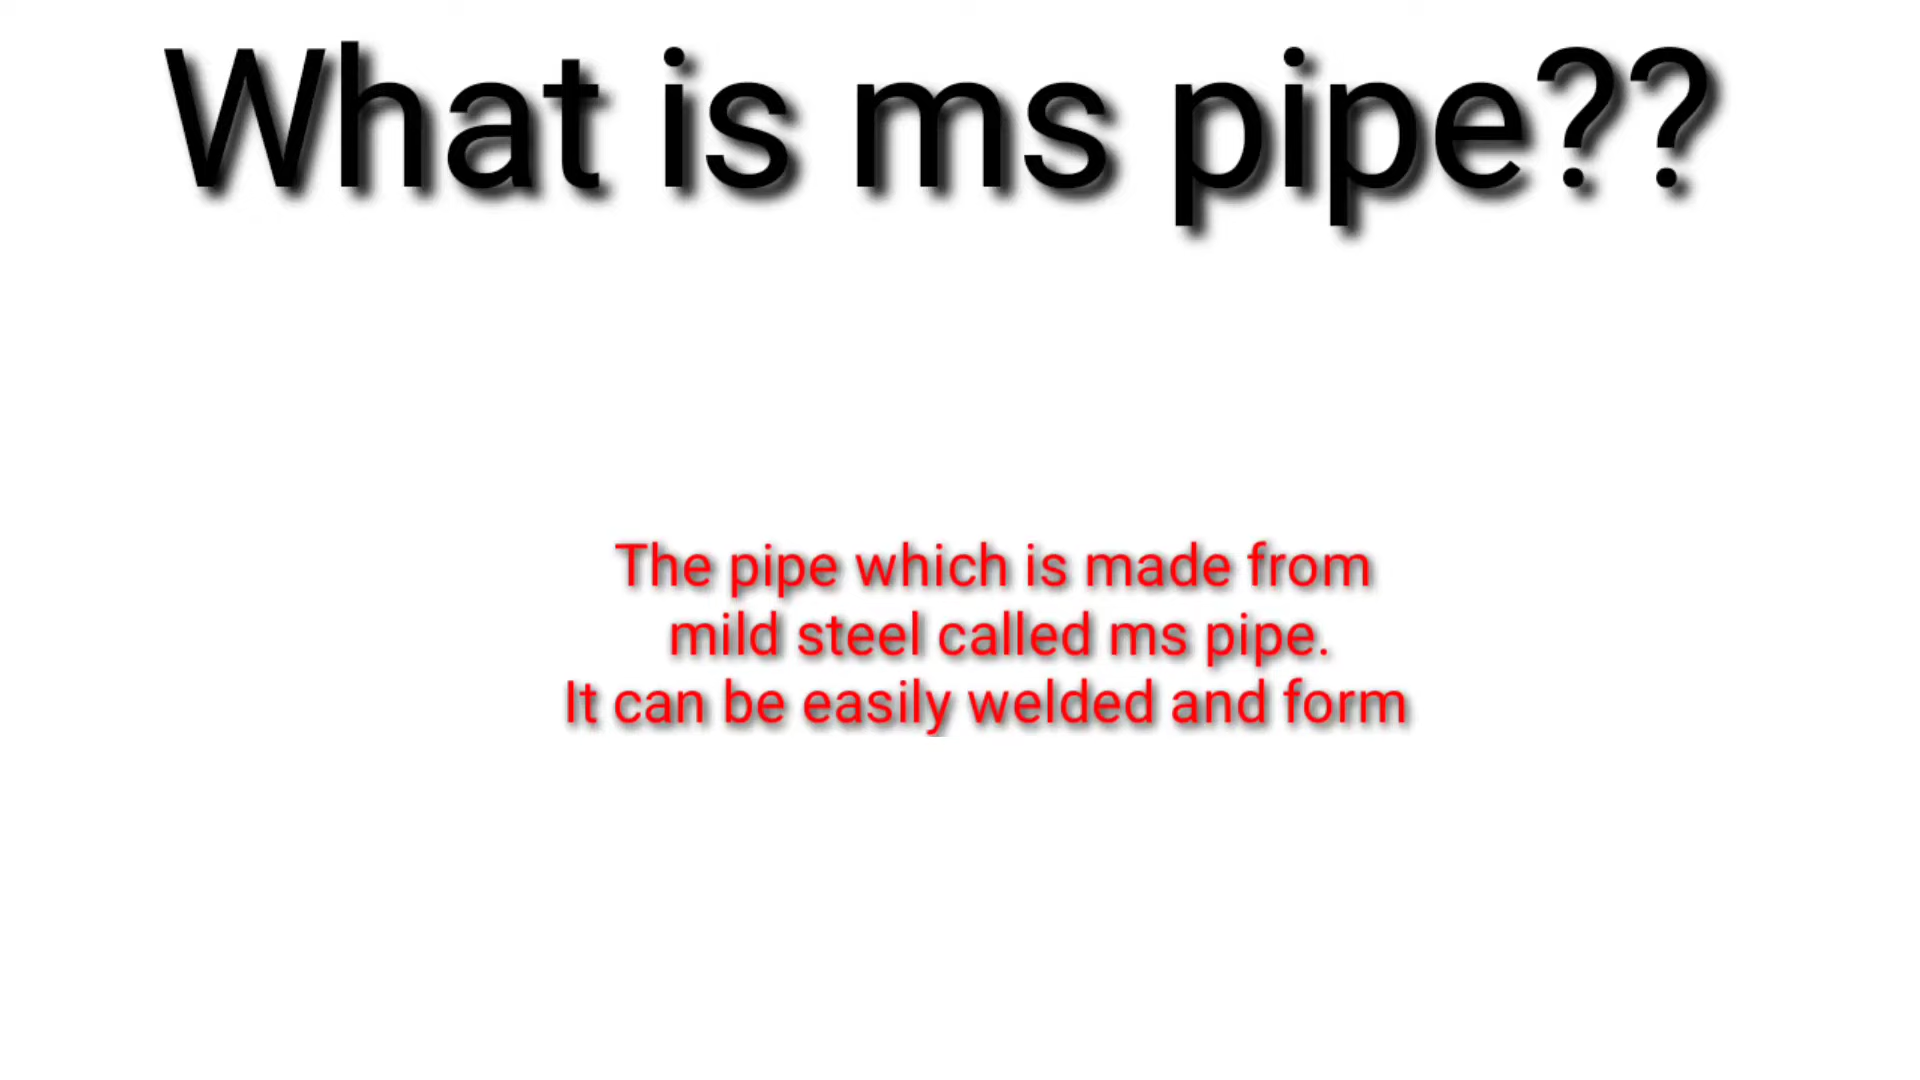 What is ms pipe??
The pipe which is made from
mild steel called ms pipe.
It can be easily welded and form